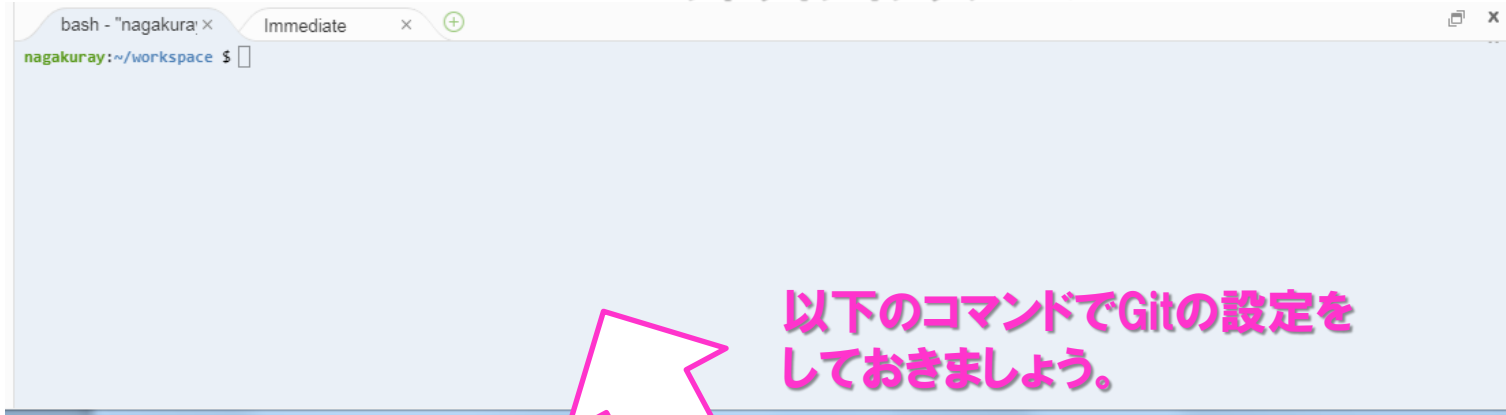 bash - "nagakura
Immediate
nagakuray:~/workspace $
以下のコマンドでGitの設定を
しておきましょう。